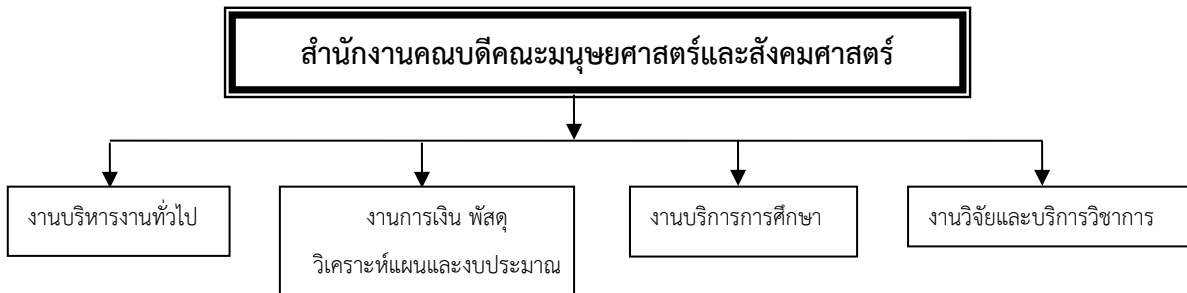 สำนักงานคณบดีคณะมนุษยศาสตร์และสังคมศาสตร์
งานบริหารงานทั่วไป
งานการเงิน พัสดุ
วิเคราะห์แผนและงบประมาณ
งานบริการการศึกษา
งานวิจัยและบริการวิชาการ